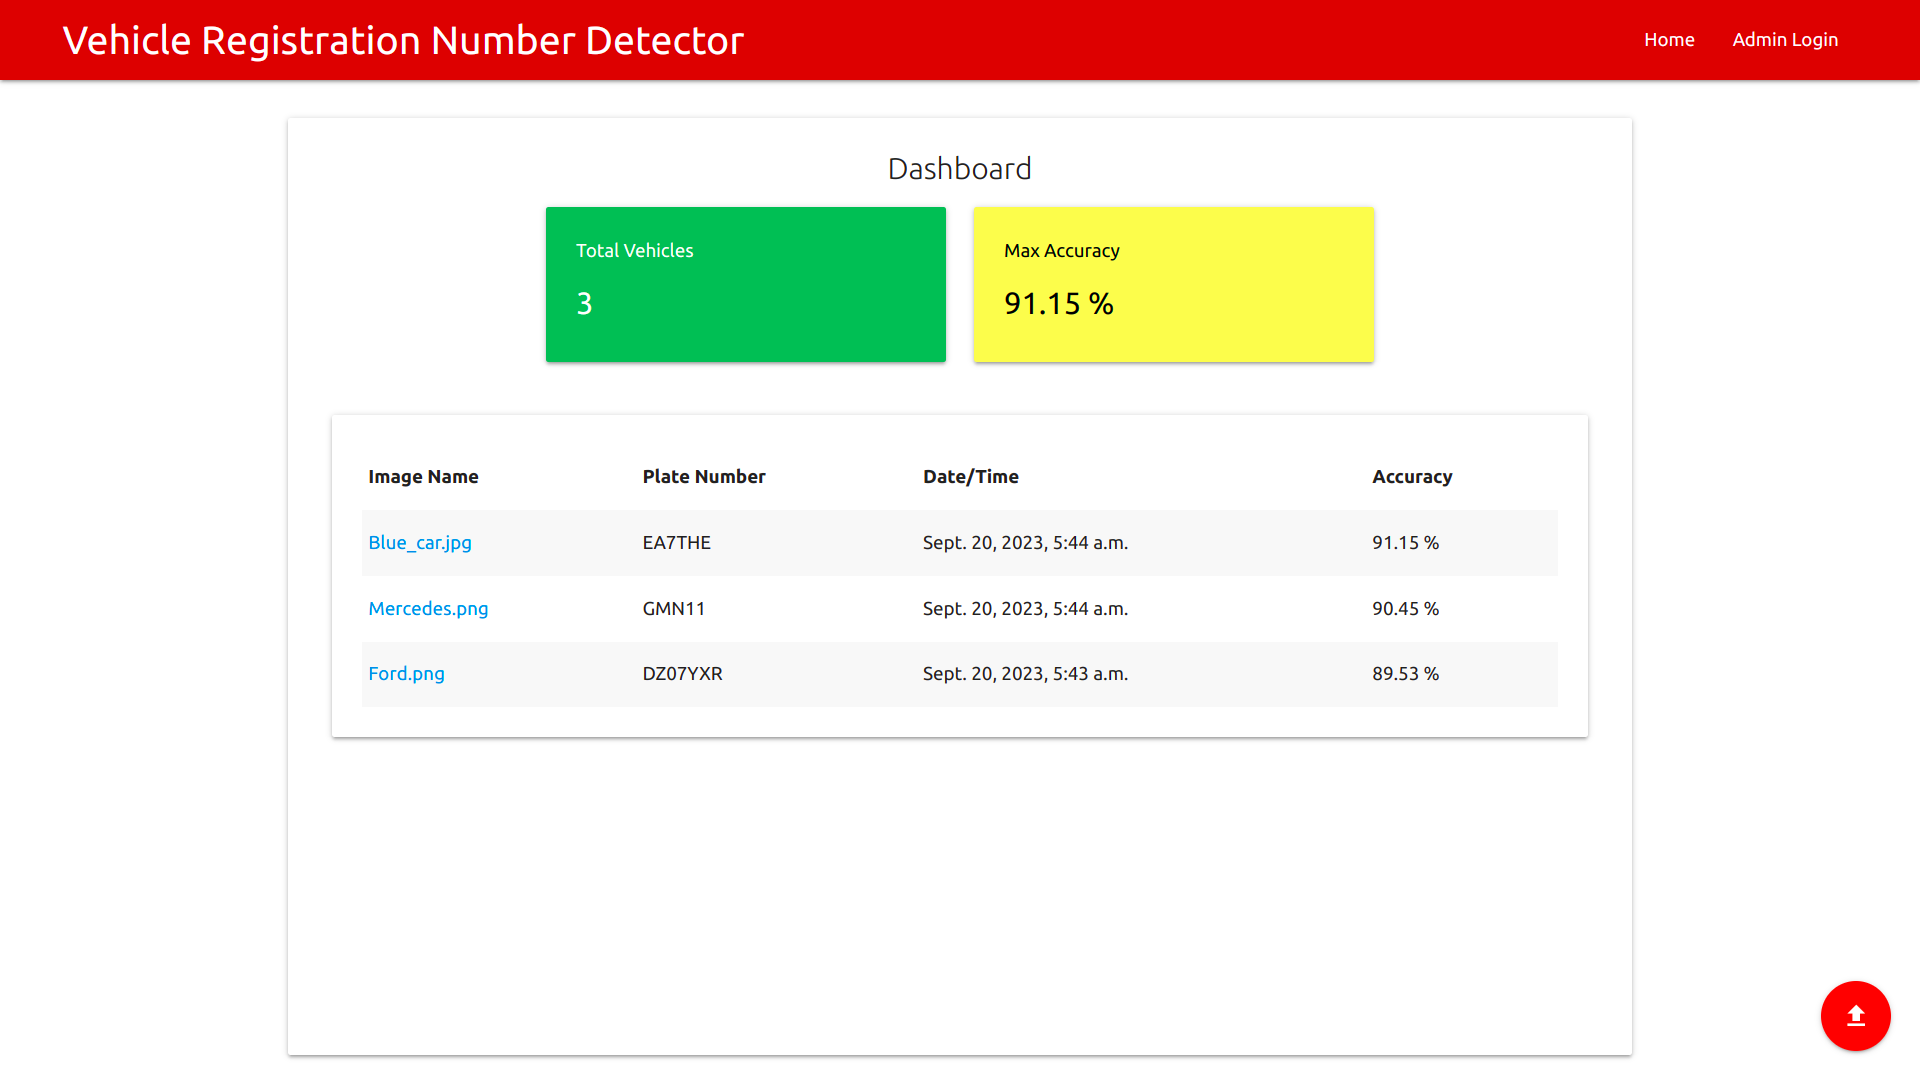 Vehicle Registration Number Detector Home Admin Login
Dashboard
Total Vehicles Max Accuracy
3 91.15 %
Image Name Plate Number Date/Time Accuracy
Blue_car.jpg EA7THE Sept. 20, 2023, 5:44 a.m. 91.15 %
Mercedes.png GMN11 Sept. 20, 2023, 5:44 a.m. 90.45 %
Ford.png DZ07YXR Sept. 20, 2023, 5:43 a.m. 89.53 %